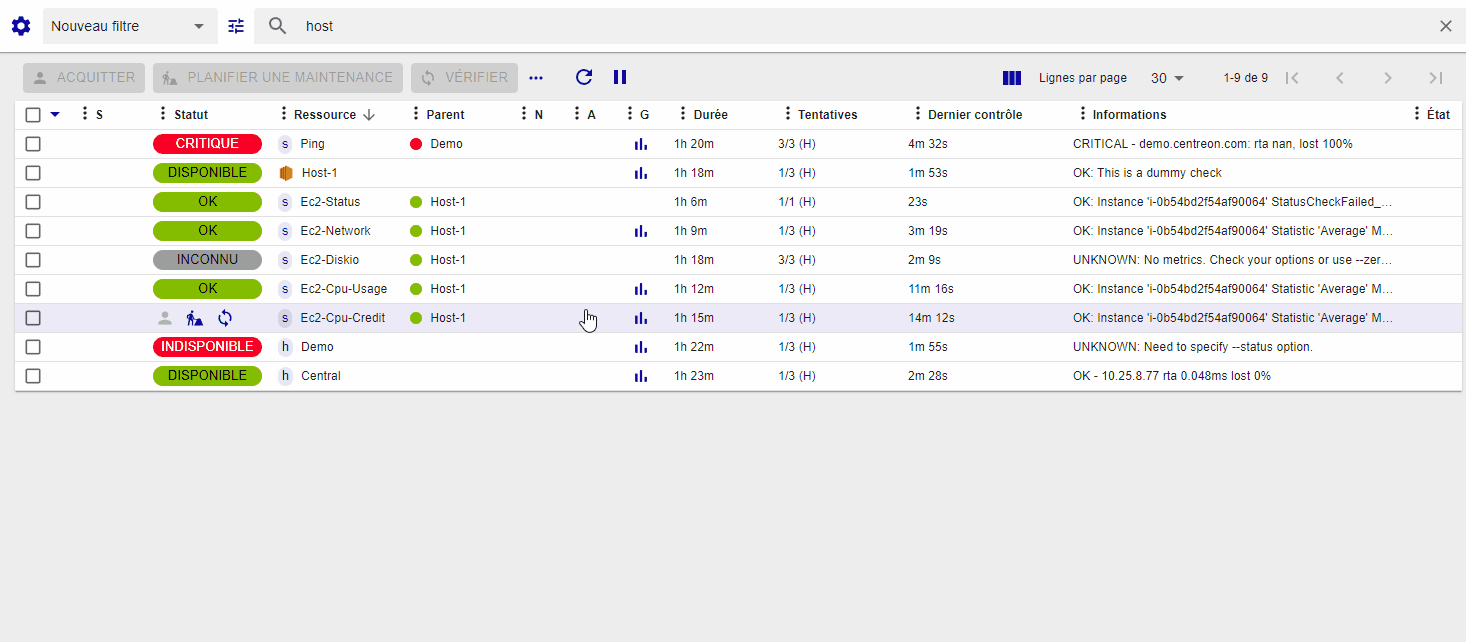 Nouveau filtre host
ACQUITTER PLANIFIER UNE MAINTENANCE VÉRIFIER Lignes par page 30 1-9 de 9
S Statut Ressource Parent N A G Durée Tentatives Dernier contrôle Informations État
CRITIQUE s Ping Demo 1h 20m 3/3 (H) 4m 32s CRITICAL - demo.centreon.com: rta nan, lost 100%
DISPONIBLE Host-1 1h 18m 1/3 (H) 1m 53s OK: This is a dummy check
OK s Ec2-Status Host-1 1h 6m 1/1 (H) 23s OK: Instance 'i-0b54bd2f54af90064' StatusCheckFailed_...
OK s Ec2-Network Host-1 1h 9m 1/3 (H) 3m 19s OK: Instance 'i-0b54bd2f54af90064' Statistic 'Average' M...
INCONNU s Ec2-Diskio Host-1 1h 18m 3/3 (H) 2m 9s UNKNOWN: No metrics. Check your options or use --zer...
OK s Ec2-Cpu-Usage Host-1 1h 12m 1/3 (H) 11m 16s OK: Instance 'i-0b54bd2f54af90064' Statistic 'Average' M...
s Ec2-Cpu-Credit Host-1 1h 15m 1/3 (H) 14m 12s OK: Instance 'i-0b54bd2f54af90064' Statistic 'Average' M...
INDISPONIBLE h Demo 1h 22m 1/3 (H) 1m 55s UNKNOWN: Need to specify --status option.
DISPONIBLE h Central 1h 23m 1/3 (H) 2m 28s OK - 10.25.8.77 rta 0.048ms lost 0%